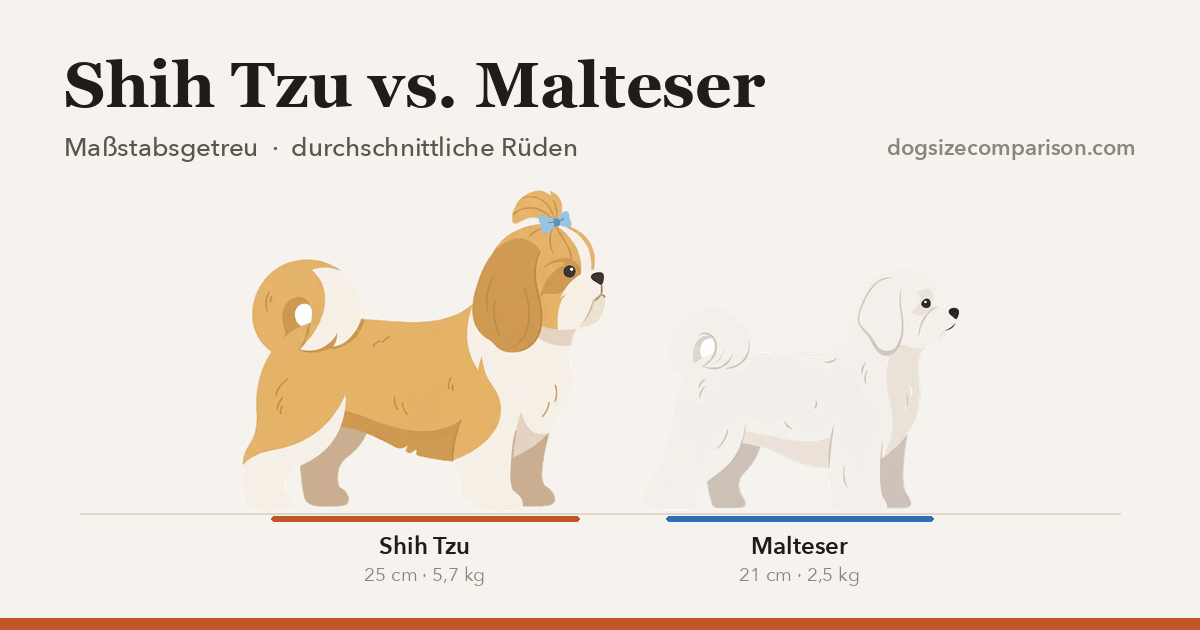 Shih Tzu vs. Malteser
Maßstabsgetreu · durchschnittliche Rüden
dogsizecomparison.com
Shih Tzu
25 cm · 5,7 kg
Malteser
21 cm · 2,5 kg